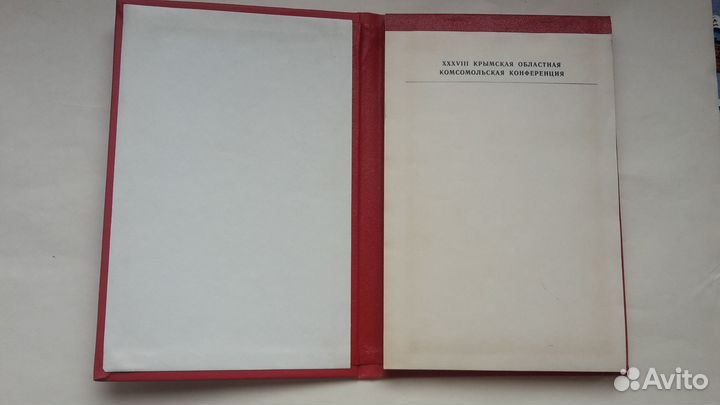 XXXVIII КРЫМСКАЯ ОБЛАСТНАЯ
КОМСОМОЛЬСКАЯ КОНФЕРЕНЦИЯ
Avito